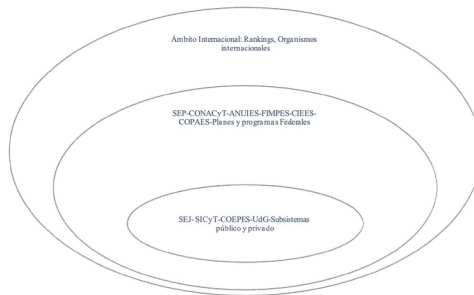 Ámbito Internacional: Rankings, Organismos
internacionales
SEP-CONACyT-ANUIES-FIMPES-CIEES-
COPAES-Planes y programas Federales
SEJ- SICyT-COEPES-UdG-Subsistemas
público y privado